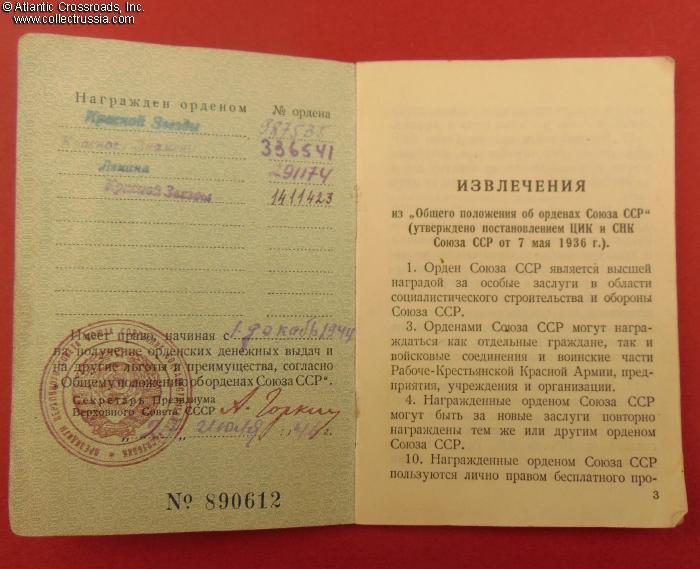 © Atlantic Crossroads, Inc.
www.collectrussia.com
Награжден орденом № ордена
Красной Звезды 987535
Красное Знамени 336541
Ленина 291174
Красной Звезды 1411423
Имеет право, начиная с 1. декабь 1944
на получение орденских денежных выдач и
на другие льготы и преимущества, согласно
„Общему положению об орденах Союза ССР“.
Секретарь Президиума
Верховного Совета СССР А. Горкин
июля г.
№ 890612
ИЗВЛЕЧЕНИЯ
из „Общего положения об орденах Союза ССР“
(утверждено постановлением ЦИК и СНК
Союза ССР от 7 мая 1936 г.).
1. Орден Союза ССР является высшей
наградой за особые заслуги в области
социалистического строительства и обороны
Союза ССР.
3. Орденами Союза ССР могут награж-
даться как отдельные граждане, так и
войсковые соединения и воинские части
Рабоче-Крестьянской Красной Армии, пред-
приятия, учреждения и организации.
4. Награжденные орденом Союза ССР
могут быть за новые заслуги повторно
награждены тем же или другим орденом
Союза ССР.
10. Награжденные орденом Союза ССР
пользуются лично правом бесплатного про-
3